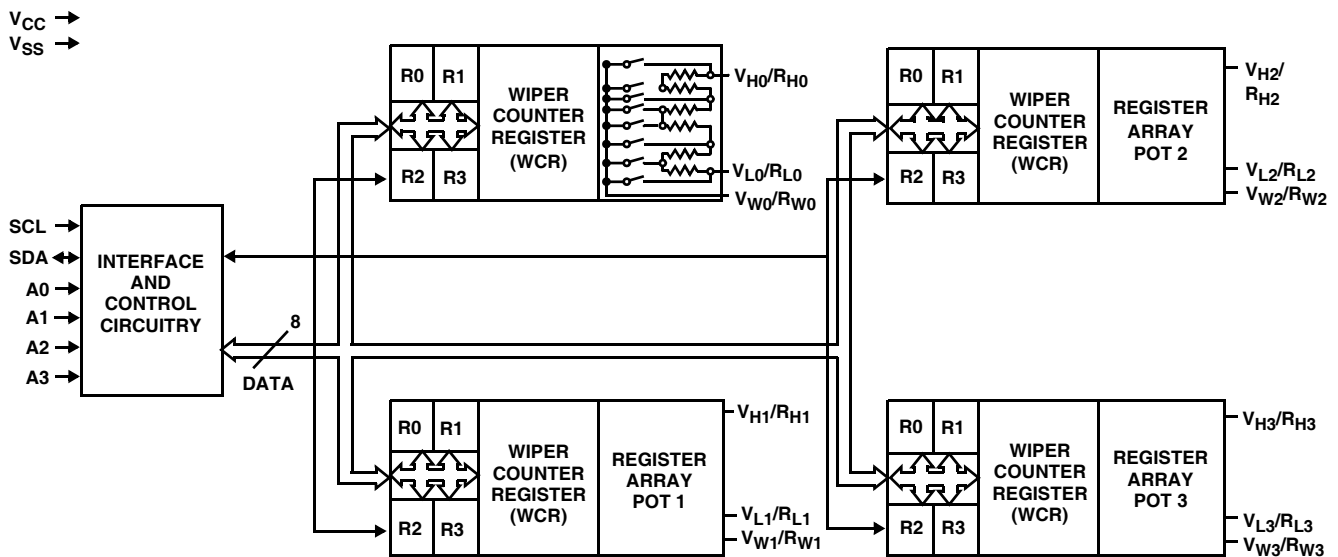 VCC
VSS
R0 R1
R2 R3
WIPER
COUNTER
REGISTER
(WCR)
VH0/RH0
VL0/RL0
VW0/RW0
R0 R1
R2 R3
WIPER
COUNTER
REGISTER
(WCR)
REGISTER
ARRAY
POT 2
VH2/
RH2
VL2/RL2
VW2/RW2
SCL
SDA
A0
A1
A2
A3
INTERFACE
AND
CONTROL
CIRCUITRY
8
DATA
R0 R1
R2 R3
WIPER
COUNTER
REGISTER
(WCR)
REGISTER
ARRAY
POT 1
VH1/RH1
VL1/RL1
VW1/RW1
R0 R1
R2 R3
WIPER
COUNTER
REGISTER
(WCR)
REGISTER
ARRAY
POT 3
VH3/RH3
VL3/RL3
VW3/RW3